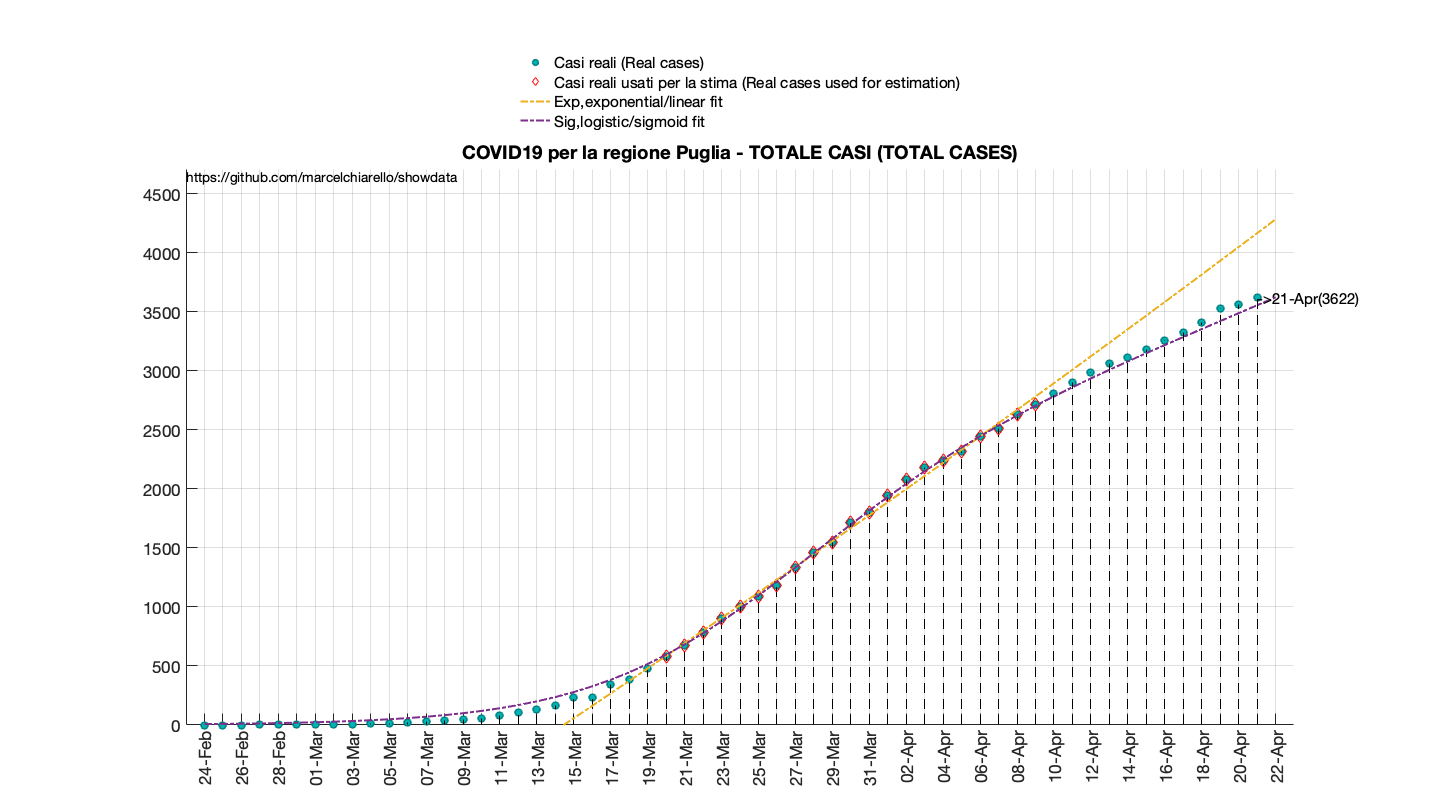 Casi reali (Real cases)
Casi reali usati per la stima (Real cases used for estimation)
Exp,exponential/linear fit
Sig,logistic/sigmoid fit
COVID19 per la regione Puglia - TOTALE CASI (TOTAL CASES)
https://github.com/marcelchiarello/showdata
4500
4000
3500
3000
2500
2000
1500
1000
500
0
>21-Apr(3622)
24-Feb
26-Feb
28-Feb
01-Mar
03-Mar
05-Mar
07-Mar
09-Mar
11-Mar
13-Mar
15-Mar
17-Mar
19-Mar
21-Mar
23-Mar
25-Mar
27-Mar
29-Mar
31-Mar
02-Apr
04-Apr
06-Apr
08-Apr
10-Apr
12-Apr
14-Apr
16-Apr
18-Apr
20-Apr
22-Apr